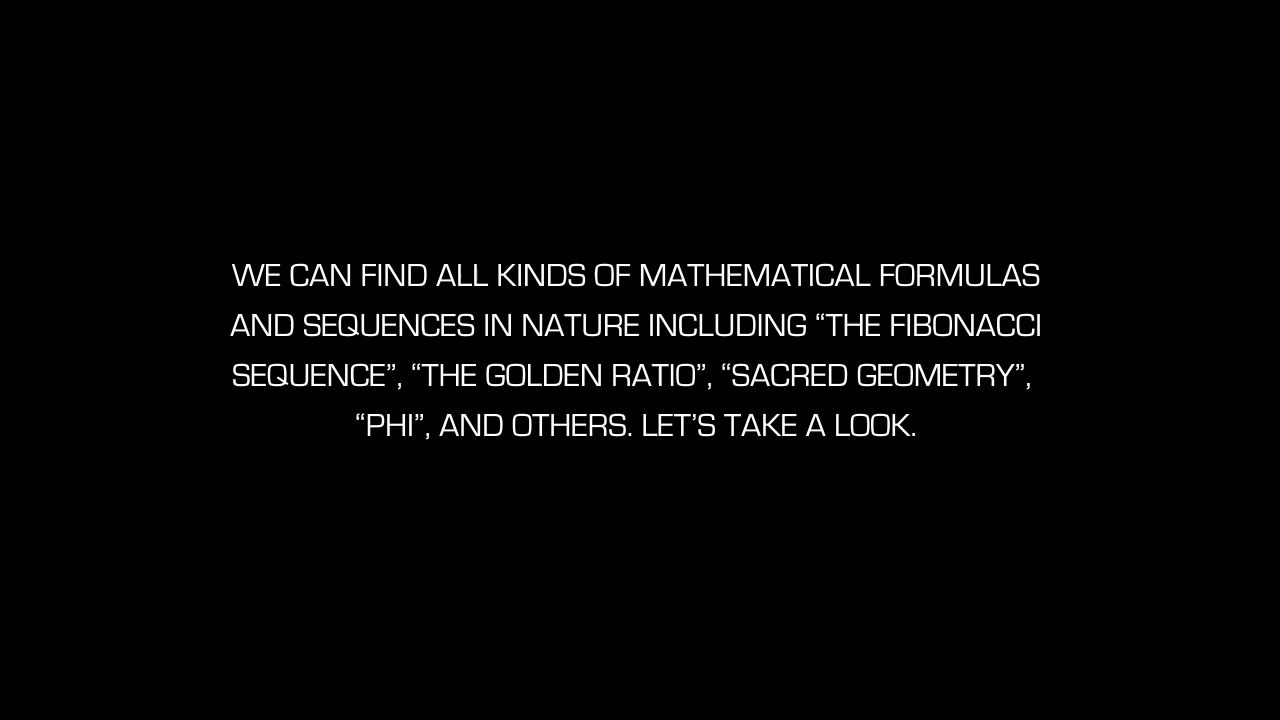 WE CAN FIND ALL KINDS OF MATHEMATICAL FORMULAS
AND SEQUENCES IN NATURE INCLUDING “THE FIBONACCI
SEQUENCE”, “THE GOLDEN RATIO”, “SACRED GEOMETRY”,
“PHI”, AND OTHERS. LET’S TAKE A LOOK.